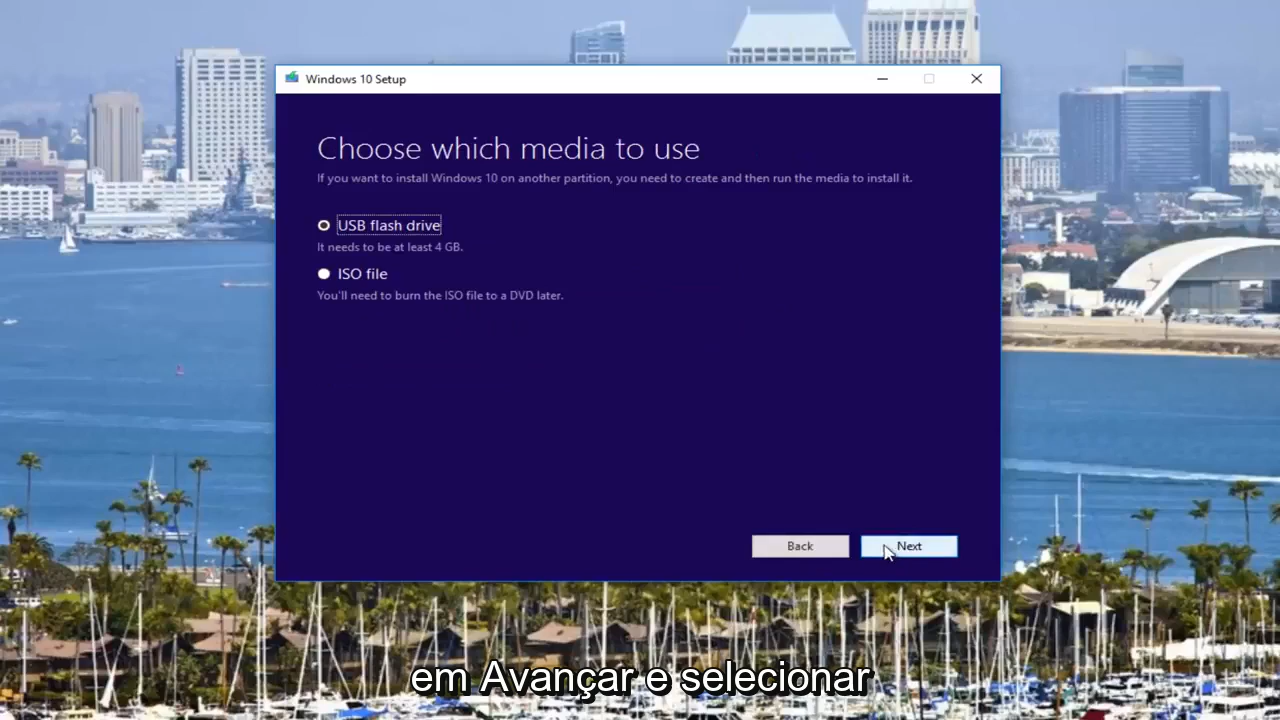 Windows 10 Setup
Choose which media to use
If you want to install Windows 10 on another partition, you need to create and then run the media to install it.
USB flash drive
It needs to be at least 4 GB.
ISO file
You'll need to burn the ISO file to a DVD later.
Back
Next
em Avançar e selecionar